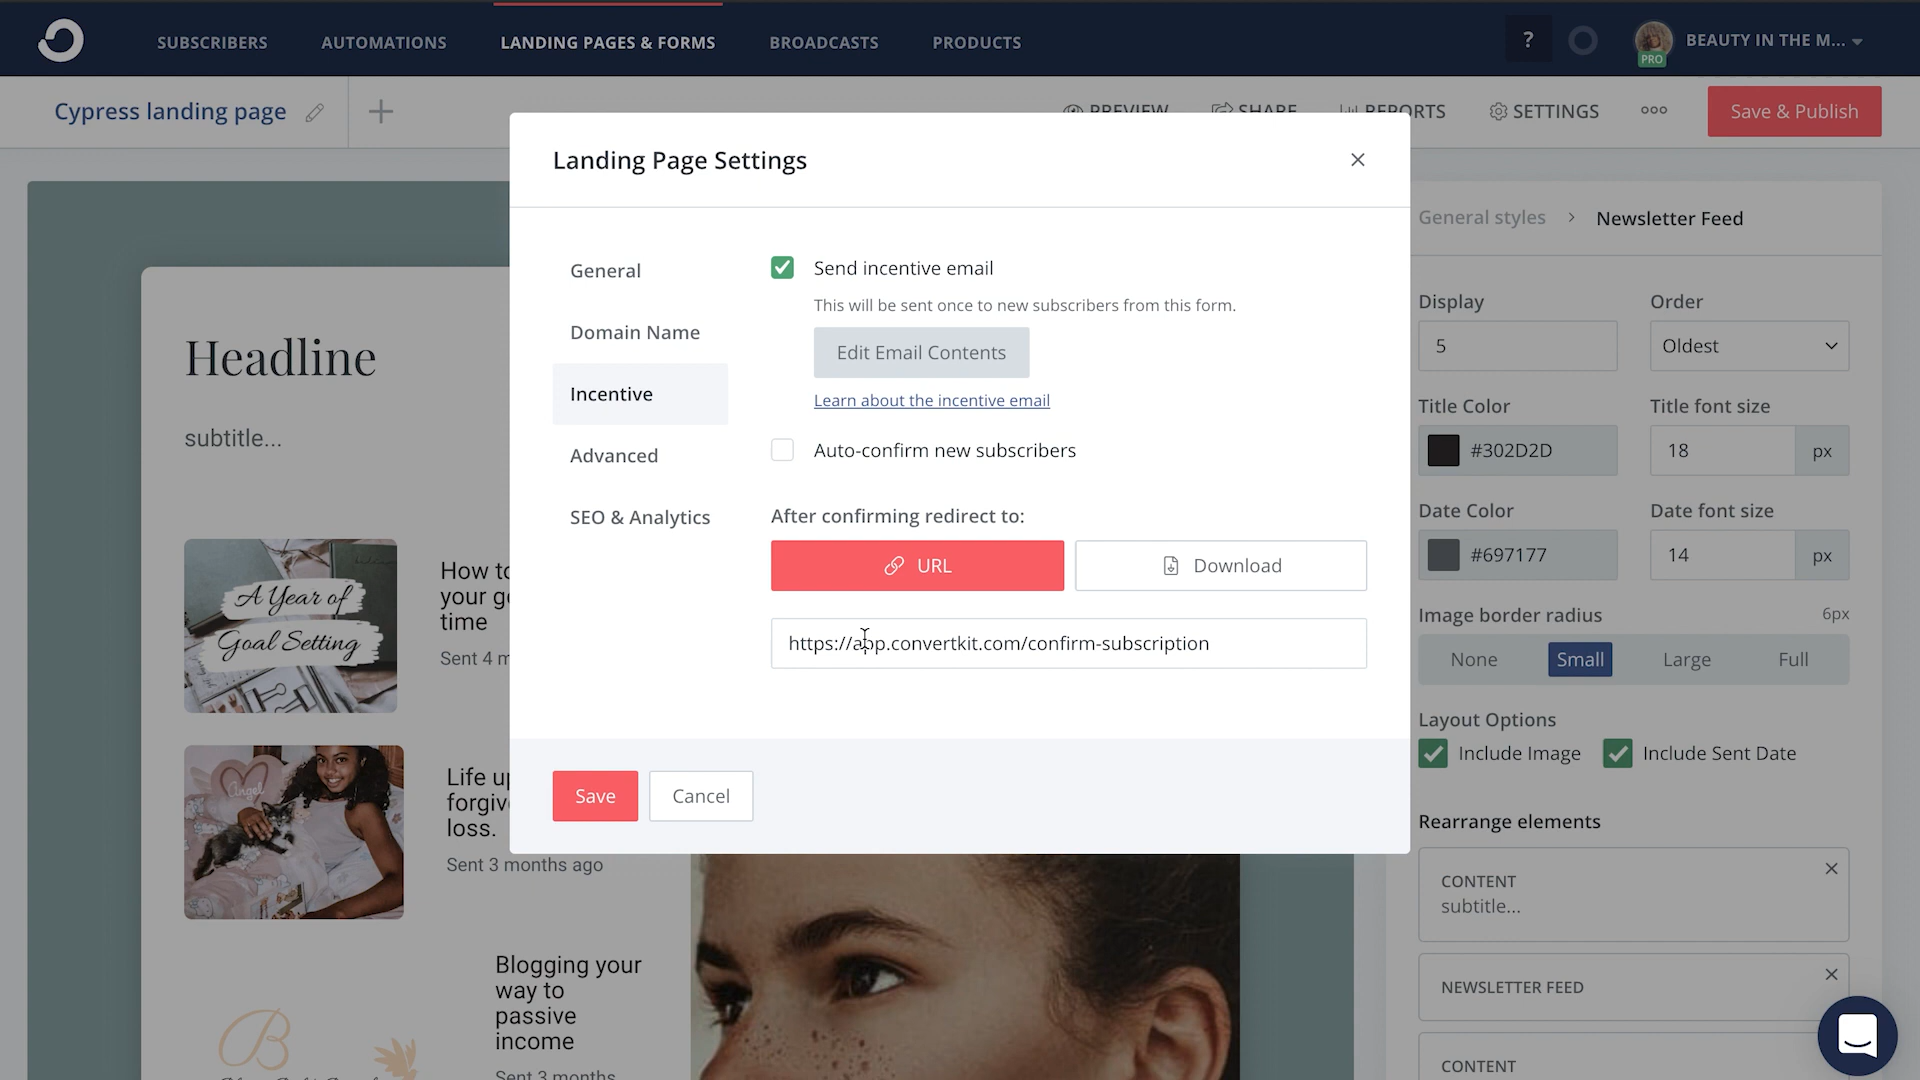 SUBSCRIBERS
AUTOMATIONS
LANDING PAGES & FORMS
BROADCASTS
PRODUCTS
?
PRO
BEAUTY IN THE M...
Cypress landing page
PREVIEW
SHARE
REPORTS
SETTINGS
Save & Publish
Landing Page Settings
General
Domain Name
Incentive
Advanced
SEO & Analytics
Send incentive email
This will be sent once to new subscribers from this form.
Edit Email Contents
Learn about the incentive email
Auto-confirm new subscribers
After confirming redirect to:
URL
Download
https://app.convertkit.com/confirm-subscription
Save
Cancel
Headline
subtitle...
A Year of
Goal Setting
How to
your g
time
Sent 4 m
Angel
Life up
forgiv
loss.
Sent 3 months ago
B
Blogging your
way to
passive
income
Sent 3 months
General styles > Newsletter Feed
Display
Order
5
Oldest
Title Color
Title font size
#302D2D
18 px
Date Color
Date font size
#697177
14 px
Image border radius
6px
None
Small
Large
Full
Layout Options
Include Image
Include Sent Date
Rearrange elements
CONTENT
subtitle...
NEWSLETTER FEED
CONTENT